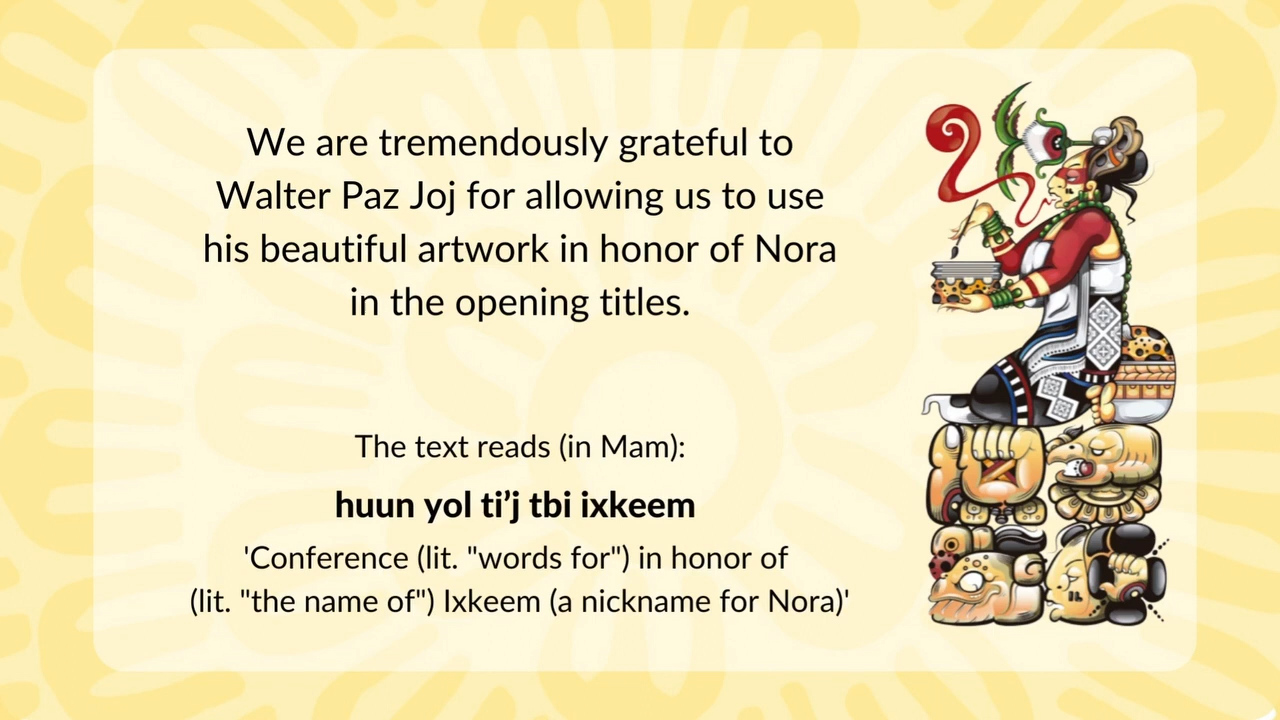 We are tremendously grateful to
Walter Paz Joj for allowing us to use
his beautiful artwork in honor of Nora
in the opening titles.
The text reads (in Mam):
huun yol ti’j tbi ixkeem
'Conference (lit. "words for") in honor of
(lit. "the name of") Ixkeem (a nickname for Nora)'